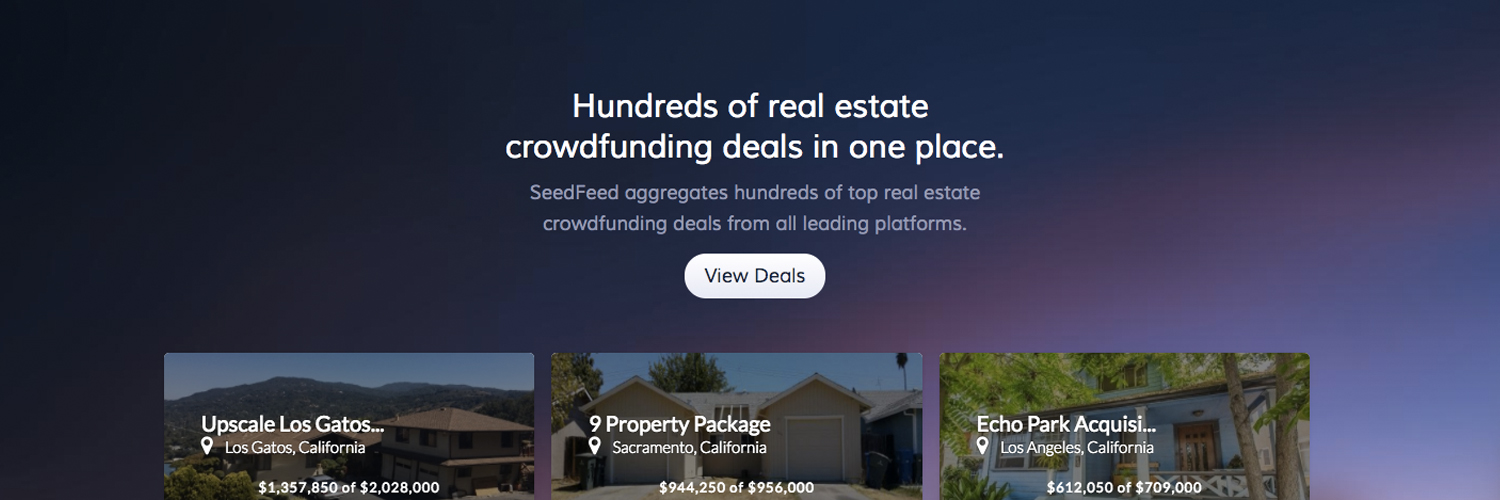 Hundreds of real estate
crowdfunding deals in one place.
SeedFeed aggregates hundreds of top real estate
crowdfunding deals from all leading platforms.
View Deals
Upscale Los Gatos...
Los Gatos, California
$1,357,850 of $2,028,000
9 Property Package
Sacramento, California
$944,250 of $956,000
Echo Park Acquisi...
Los Angeles, California
$612,050 of $709,000